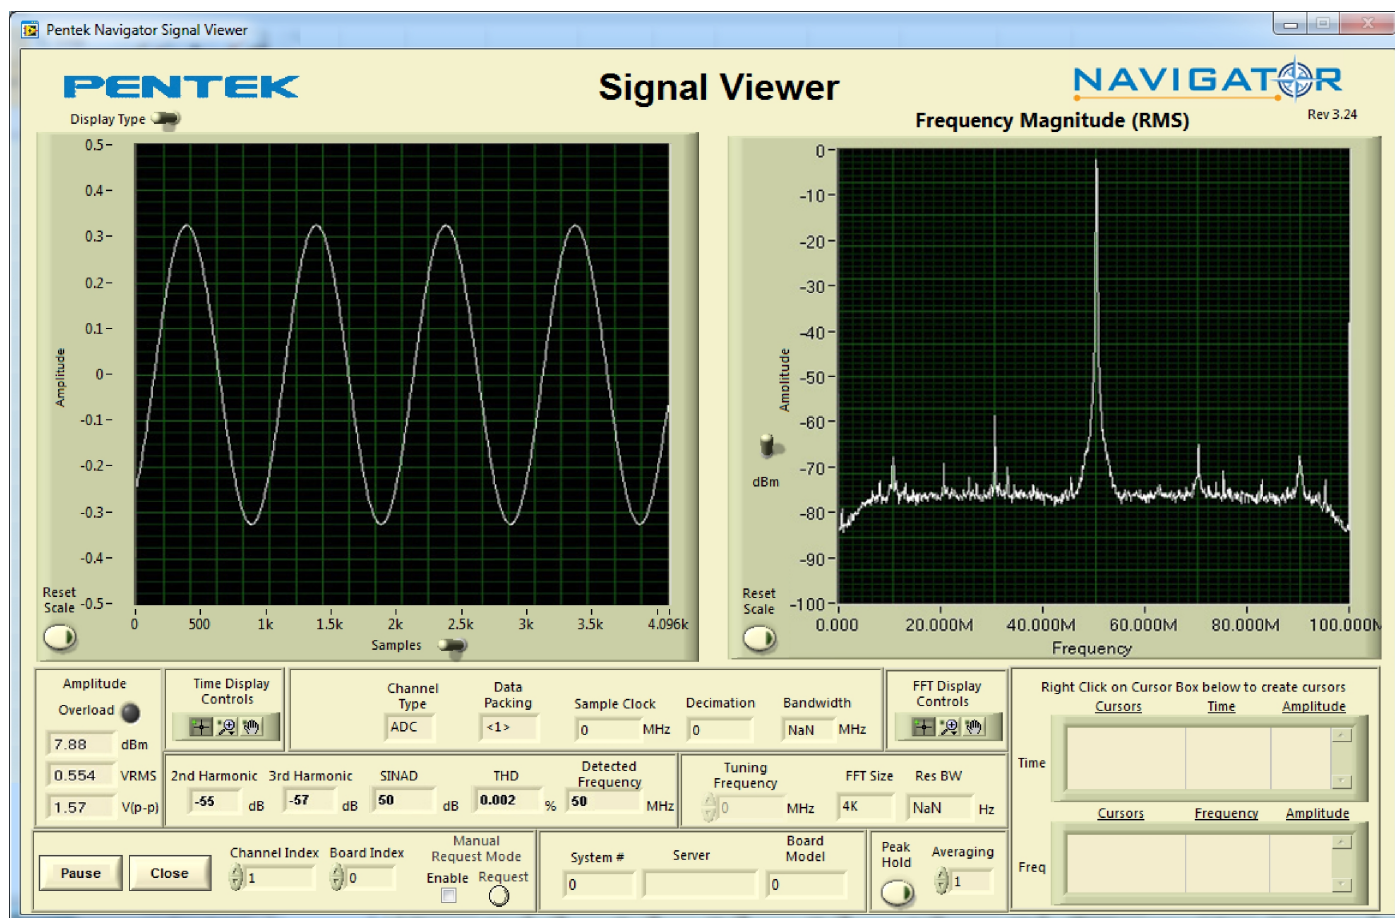 Pentek Navigator Signal Viewer
PENTEK
Signal Viewer
NAVIGATOR
Rev 3.24
Display Type
Frequency Magnitude (RMS)
0.5
0.4
0.3
0.2
0.1
0
-0.1
-0.2
-0.3
-0.4
-0.5
Amplitude
Reset
Scale
0 500 1k 1.5k 2k 2.5k 3k 3.5k 4.096k
Samples
0
-10
-20
-30
-40
-50
-60
-70
-80
-90
-100
Amplitude
dBm
Reset
Scale
0.000 20.000M 40.000M 60.000M 80.000M 100.000M
Frequency
Amplitude
Overload
7.88 dBm
0.554 VRMS
1.57 V(p-p)
Time Display
Controls
Channel
Type
ADC
Data
Packing
<1>
Sample Clock
0 MHz
Decimation
0
Bandwidth
NaN MHz
FFT Display
Controls
2nd Harmonic
-55 dB
3rd Harmonic
-57 dB
SINAD
50 dB
THD
0.002 %
Detected
Frequency
50 MHz
Tuning
Frequency
0 MHz
FFT Size
4K
Res BW
NaN Hz
Right Click on Cursor Box below to create cursors
Cursors Time Amplitude
Time
Cursors Frequency Amplitude
Freq
Pause
Close
Channel Index
1
Board Index
0
Manual
Request Mode
Enable Request
System #
0
Server
Board
Model
0
Peak
Hold
Averaging
1